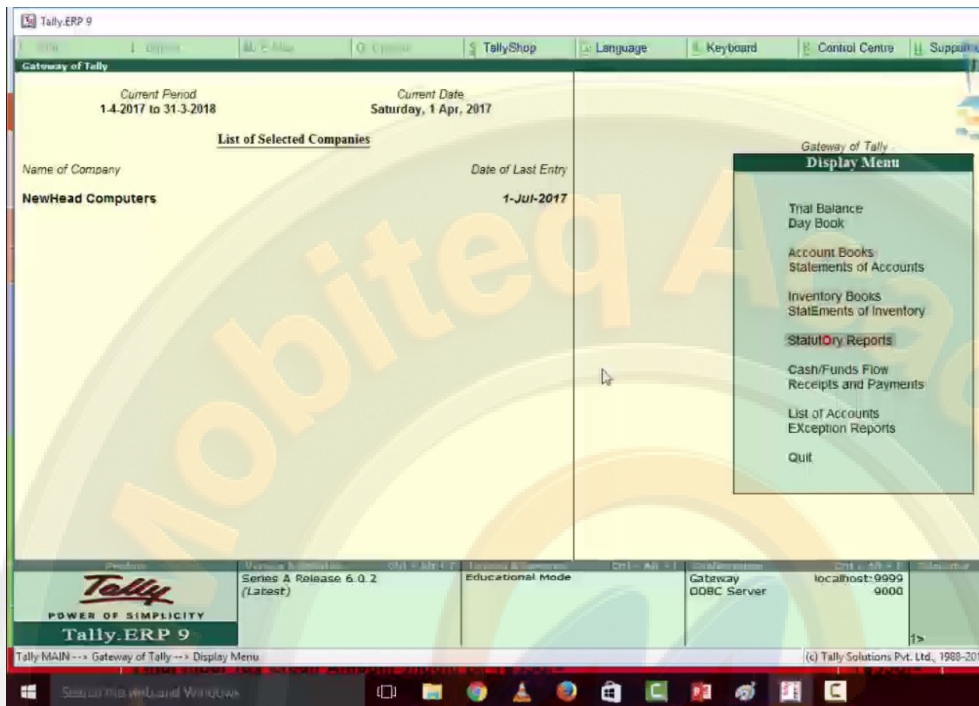 Tally.ERP 9
TallyShop
Language
Keyboard
Control Centre
Gateway of Tally
Current Period
1-4-2017 to 31-3-2018
Current Date
Saturday, 1 Apr, 2017
List of Selected Companies
Name of Company
Date of Last Entry
NewHead Computers
1-Jul-2017
Gateway of Tally
Display Menu
Trial Balance
Day Book
Account Books
Statements of Accounts
Inventory Books
StatEments of Inventory
StatutOry Reports
Cash/Funds Flow
Receipts and Payments
List of Accounts
EXception Reports
Quit
Mobiteq
Tally
POWER OF SIMPLICITY
Tally.ERP 9
Series A Release 6.0.2
(Latest)
Educational Mode
Gateway
localhost:9999
ODBC Server
9000
1>
Tally MAIN --> Gateway of Tally --> Display Menu
(c) Tally Solutions Pvt. Ltd., 1988-201